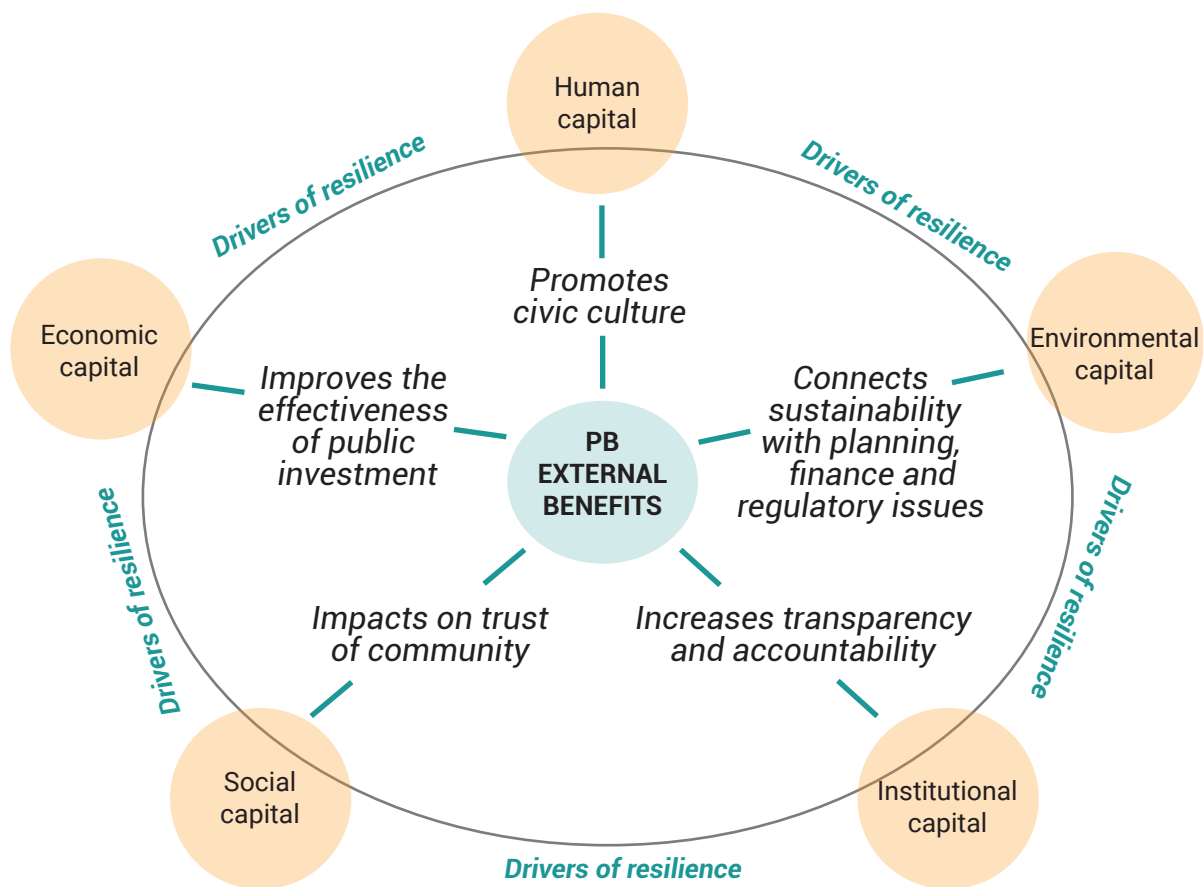 Human
capital
Drivers of resilience
Drivers of resilience
Promotes
civic culture
Economic
capital
Environmental
capital
Improves the
effectiveness
of public
investment
Connects
sustainability
with planning,
finance and
regulatory issues
PB
EXTERNAL
BENEFITS
Drivers of resilience
Drivers of resilience
Impacts on trust
of community
Increases transparency
and accountability
Social
capital
Institutional
capital
Drivers of resilience